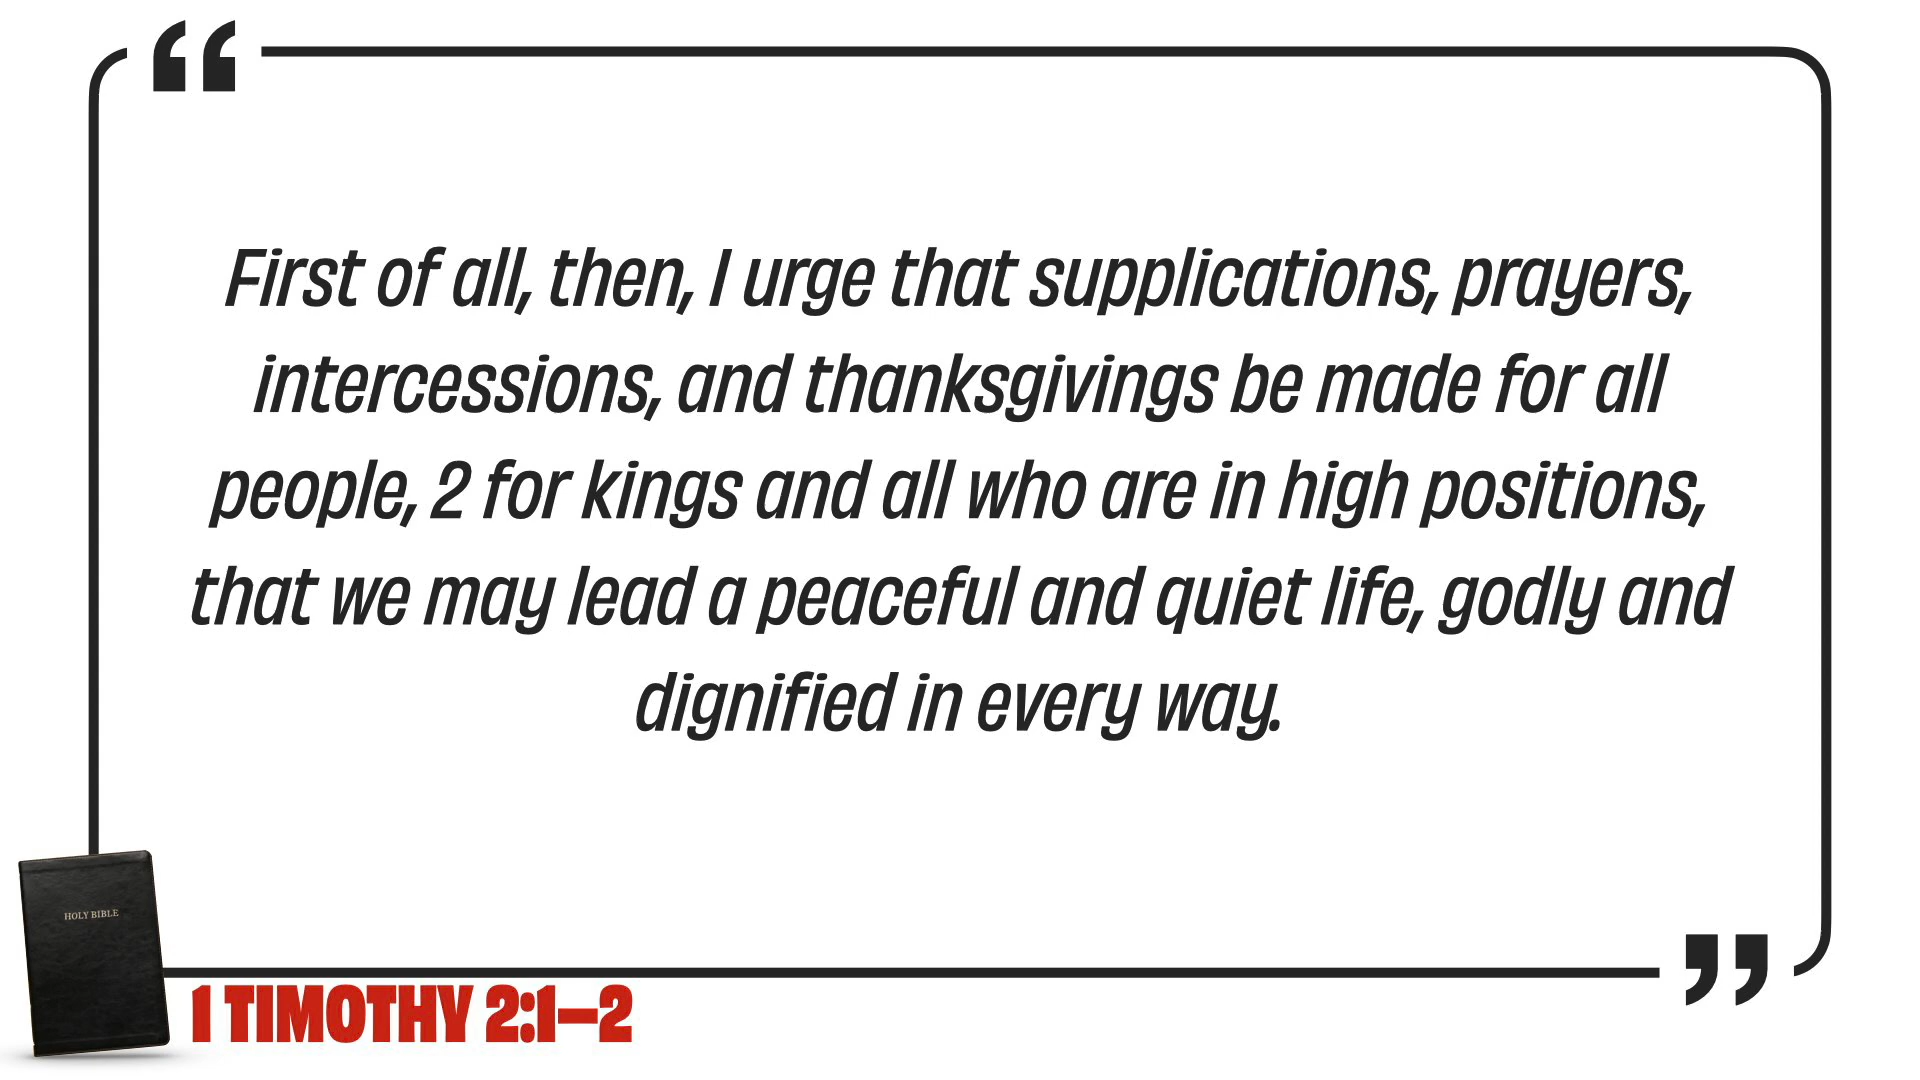 “
First of all, then, I urge that supplications, prayers,
intercessions, and thanksgivings be made for all
people, 2 for kings and all who are in high positions,
that we may lead a peaceful and quiet life, godly and
dignified in every way.
”
HOLY BIBLE
1 TIMOTHY 2:1–2